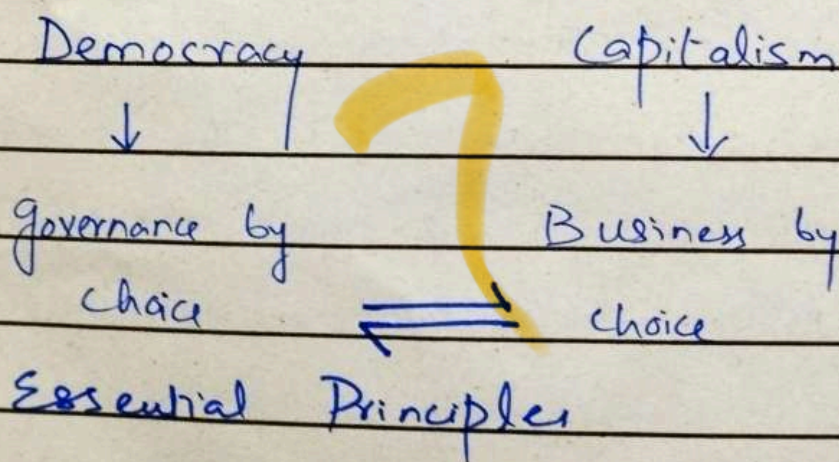 Democracy Capitalism
governance by Business by
choice choice
Essential Principles